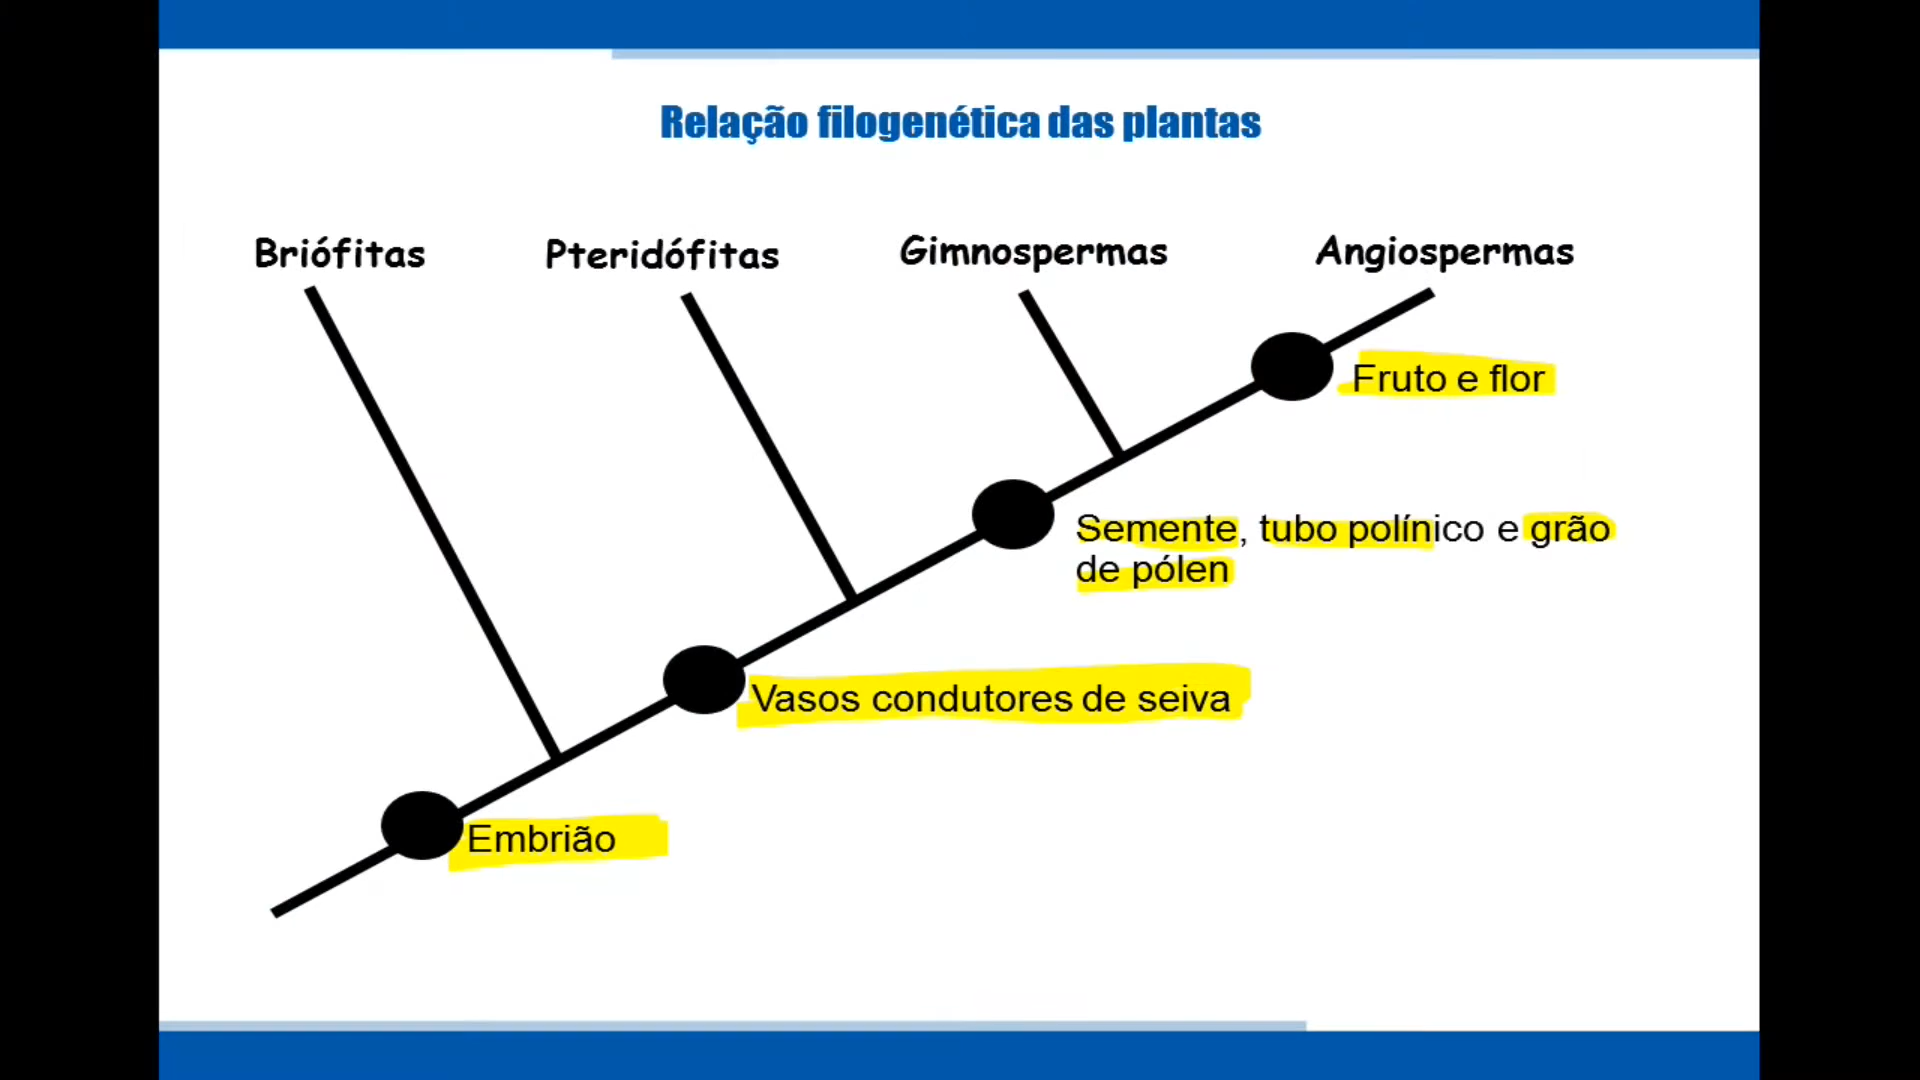 Relação filogenética das plantas
Briófitas
Pteridófitas
Gimnospermas
Angiospermas
Fruto e flor
Semente, tubo polínico e grão
de pólen
Vasos condutores de seiva
Embrião